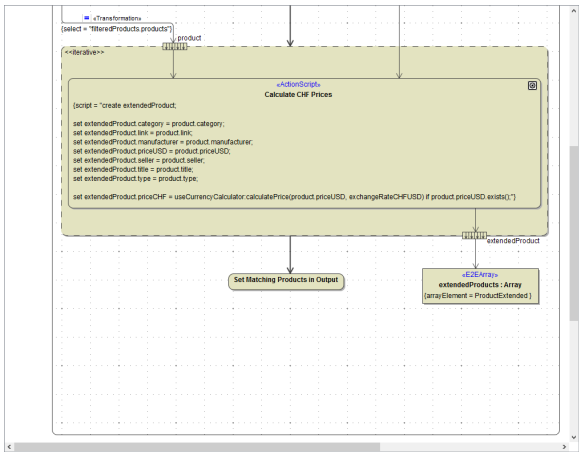 «Transformation»
{select = "filteredProducts.products"}
product
<<iterative>>
«ActionScript»
Calculate CHF Prices
{script = "create extendedProduct;
set extendedProduct.category = product.category;
set extendedProduct.link = product.link;
set extendedProduct.manufacturer = product.manufacturer;
set extendedProduct.priceUSD = product.priceUSD;
set extendedProduct.seller = product.seller;
set extendedProduct.title = product.title;
set extendedProduct.type = product.type;
set extendedProduct.priceCHF = useCurrencyCalculator:calculatePrice(product.priceUSD, exchangeRateCHFUSD) if product.priceUSD.exists();"}
extendedProduct
Set Matching Products in Output
«E2EArray»
extendedProducts : Array
{arrayElement = ProductExtended }